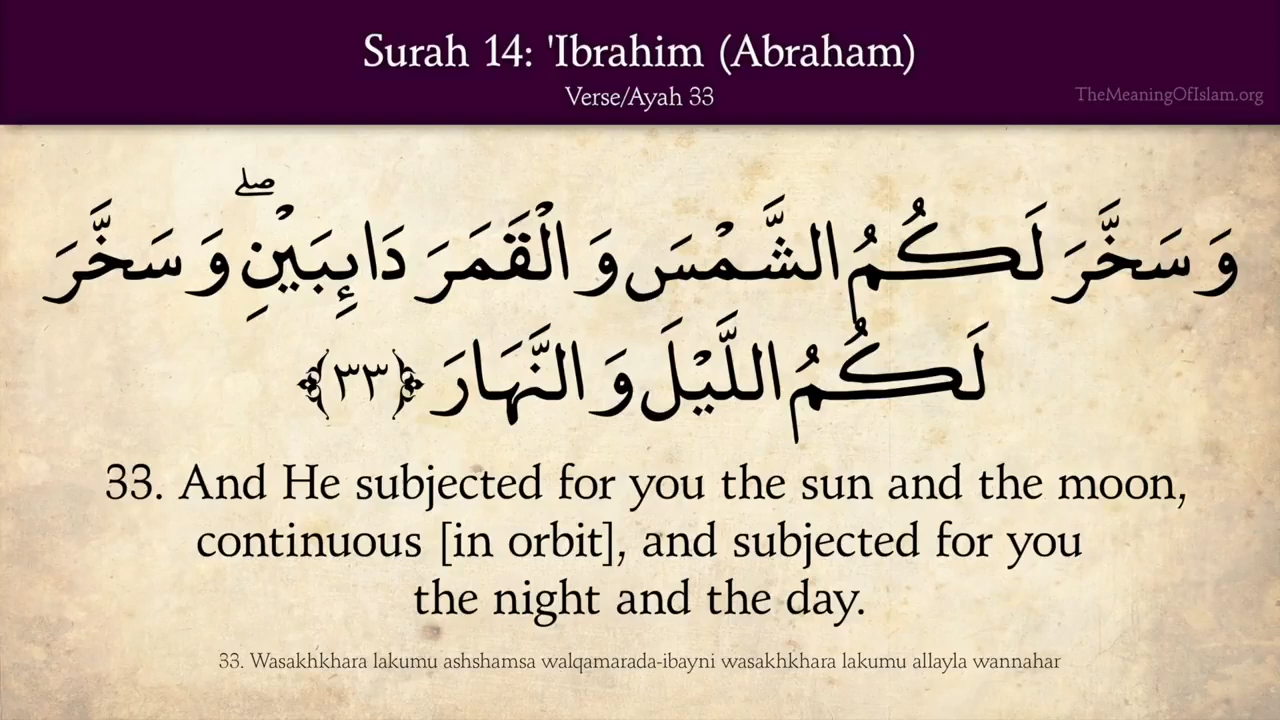 Surah 14: 'Ibrahim (Abraham)
Verse/Ayah 33
TheMeaningOfIslam.org
وَ سَخَّرَ لَكُمُ الشَّمْسَ وَ الْقَمَرَ دَاىِٕبَيْنِ ۖ وَ سَخَّرَ
لَكُمُ اللَّيْلَ وَ النَّهَارَ ﴿٣٣﴾
33. And He subjected for you the sun and the moon,
continuous [in orbit], and subjected for you
the night and the day.
33. Wasakhkhara lakumu ashshamsa walqamarada-ibayni wasakhkhara lakumu allayla wannahar